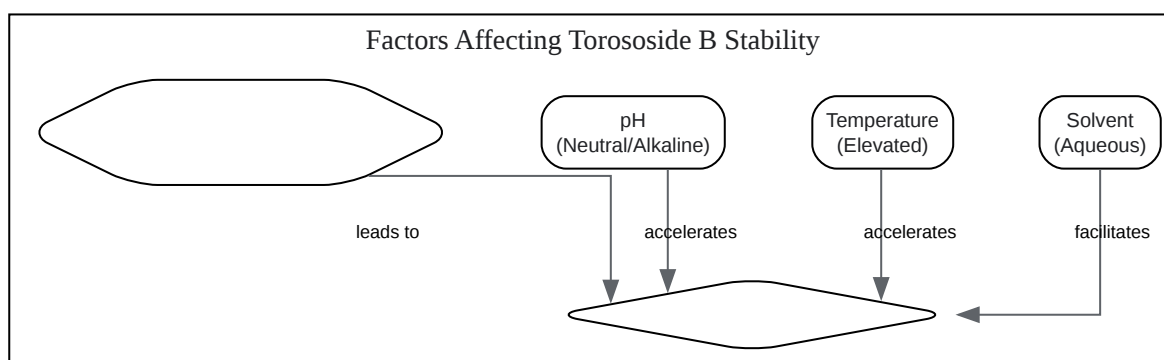 Factors Affecting Torososide B Stability
pH
(Neutral/Alkaline)
Temperature
(Elevated)
Solvent
(Aqueous)
leads to
accelerates
accelerates
facilitates